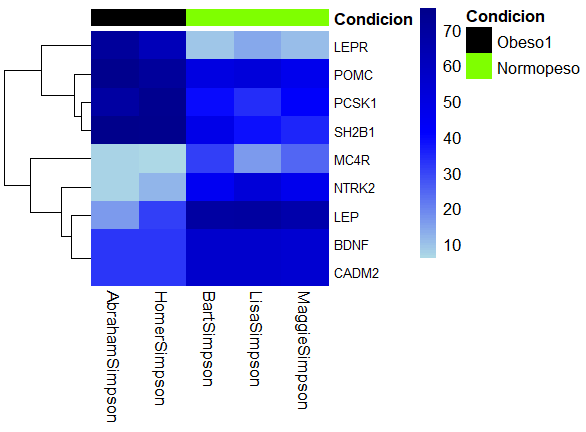 Condicion
Condicion
Obeso1
Normopeso
70
60
50
40
30
20
10
LEPR
POMC
PCSK1
SH2B1
MC4R
NTRK2
LEP
BDNF
CADM2
AbrahamSimpson
HomerSimpson
BartSimpson
LisaSimpson
MaggieSimpson